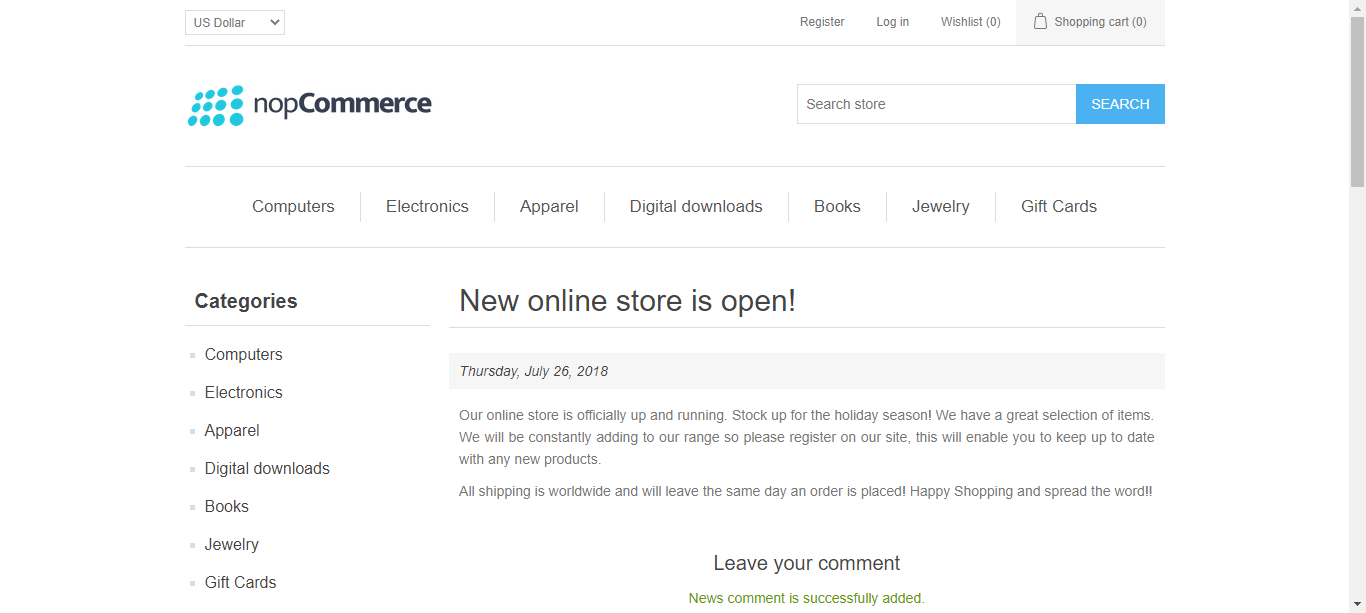 US Dollar
Register
Log in
Wishlist (0)
Shopping cart (0)
nopCommerce
Search store
SEARCH
Computers
Electronics
Apparel
Digital downloads
Books
Jewelry
Gift Cards
Categories
Computers
Electronics
Apparel
Digital downloads
Books
Jewelry
Gift Cards
New online store is open!
Thursday, July 26, 2018
Our online store is officially up and running. Stock up for the holiday season! We have a great selection of items.
We will be constantly adding to our range so please register on our site, this will enable you to keep up to date
with any new products.
All shipping is worldwide and will leave the same day an order is placed! Happy Shopping and spread the word!!
Leave your comment
News comment is successfully added.